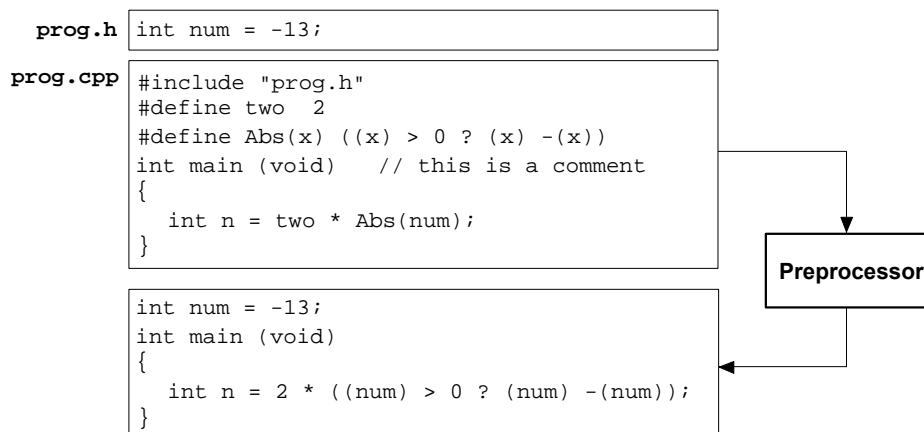 prog.h int num = -13;
prog.cpp #include "prog.h"
#define two  2
#define Abs(x) ((x) > 0 ? (x) -(x))
int main (void)   // this is a comment
{
  int n = two * Abs(num);
}
Preprocessor
int num = -13;
int main (void)
{
  int n = 2 * ((num) > 0 ? (num) -(num));
}